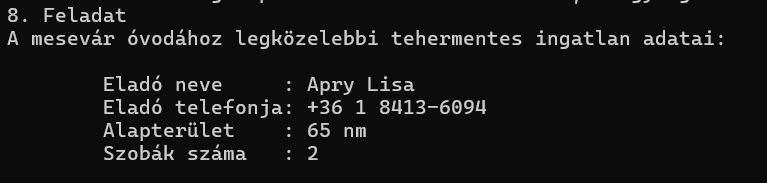 8. Feladat
A mesevár óvodához legközelebbi tehermentes ingatlan adatai:
Eladó neve : Apry Lisa
Eladó telefonja: +36 1 8413-6094
Alapterület : 65 nm
Szobák száma : 2